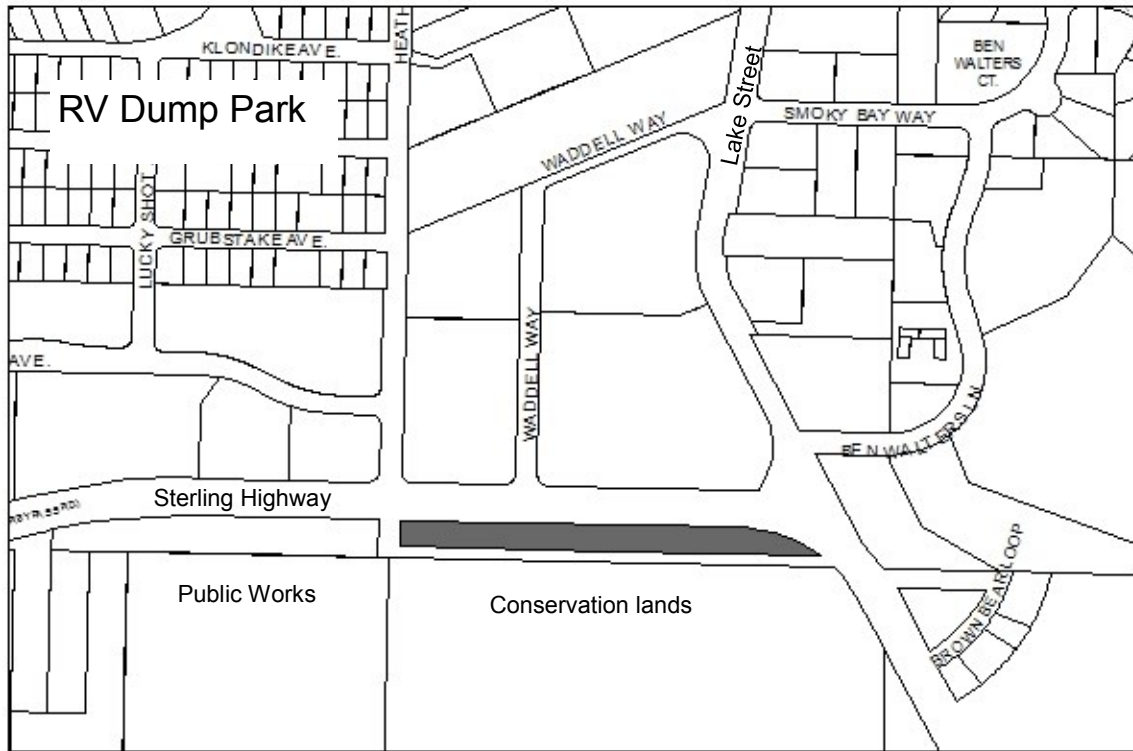 KLONDIKE AVE.
HEATH
BEN
WALTERS
CT.
RV Dump Park
Lake Street
SMOKY BAY WAY
WADDELL WAY
LUCKY SHOT
GRUBSTAKE AVE.
WADDELL WAY
AVE.
BEN WALTERS LN
Sterling Highway
BROWN BEAR LOOP
Public Works
Conservation lands